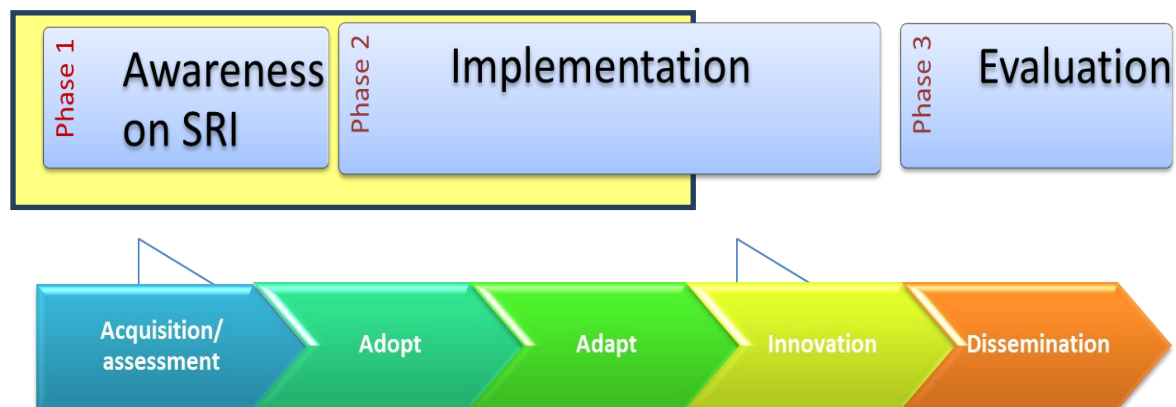 Phase 1
Awareness
on SRI
Phase 2
Implementation
Phase 3
Evaluation
Acquisition/
assessment
Adopt
Adapt
Innovation
Dissemination